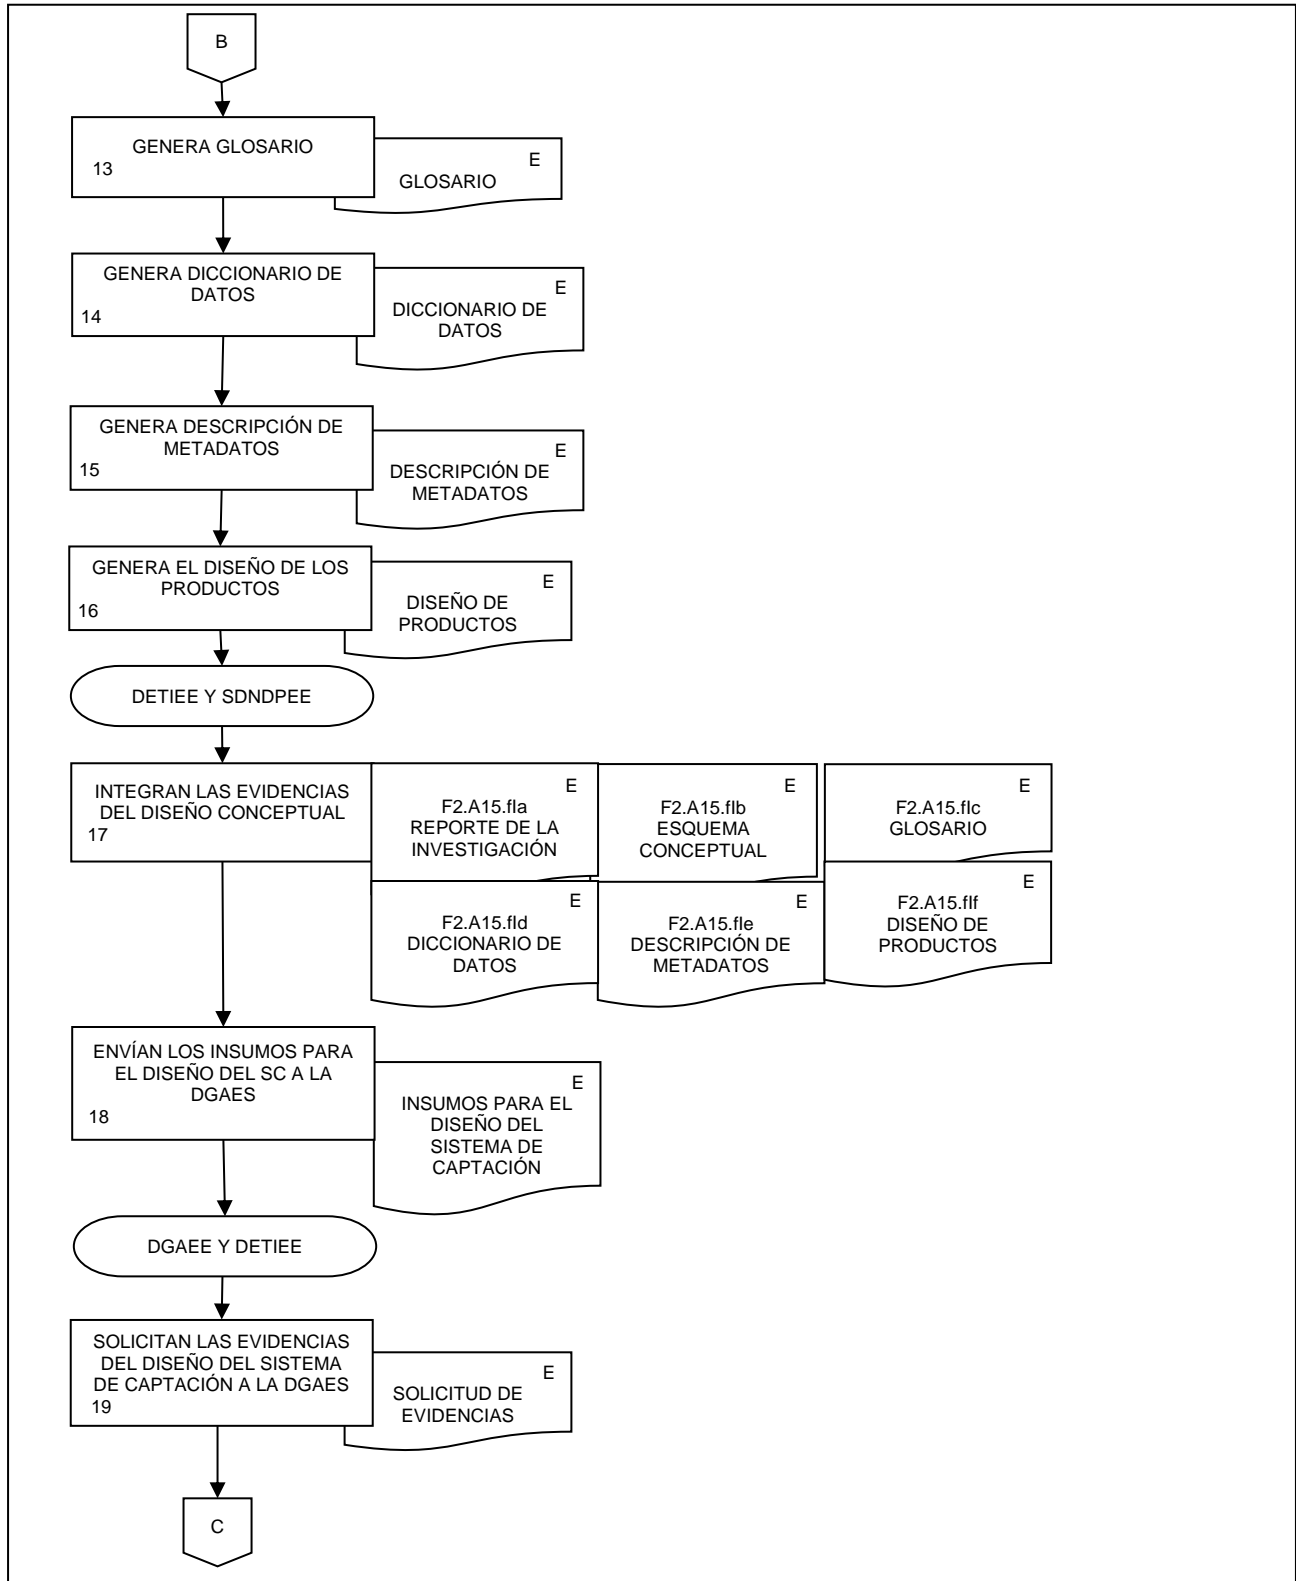 B
GENERA GLOSARIO
13
E
GLOSARIO
GENERA DICCIONARIO DE
DATOS
14
E
DICCIONARIO DE
DATOS
GENERA DESCRIPCIÓN DE
METADATOS
15
E
DESCRIPCIÓN DE
METADATOS
GENERA EL DISEÑO DE LOS
PRODUCTOS
16
E
DISEÑO DE
PRODUCTOS
DETIEE Y SDNDPEE
INTEGRAN LAS EVIDENCIAS
DEL DISEÑO CONCEPTUAL
17
E
F2.A15.fIa
REPORTE DE LA
INVESTIGACIÓN
E
F2.A15.fIb
ESQUEMA
CONCEPTUAL
E
F2.A15.fIc
GLOSARIO
E
F2.A15.fId
DICCIONARIO DE
DATOS
E
F2.A15.fIe
DESCRIPCIÓN DE
METADATOS
E
F2.A15.fIf
DISEÑO DE
PRODUCTOS
ENVÍAN LOS INSUMOS PARA
EL DISEÑO DEL SC A LA
DGAES
18
E
INSUMOS PARA EL
DISEÑO DEL
SISTEMA DE
CAPTACIÓN
DGAEE Y DETIEE
SOLICITAN LAS EVIDENCIAS
DEL DISEÑO DEL SISTEMA
DE CAPTACIÓN A LA DGAES
19
E
SOLICITUD DE
EVIDENCIAS
C